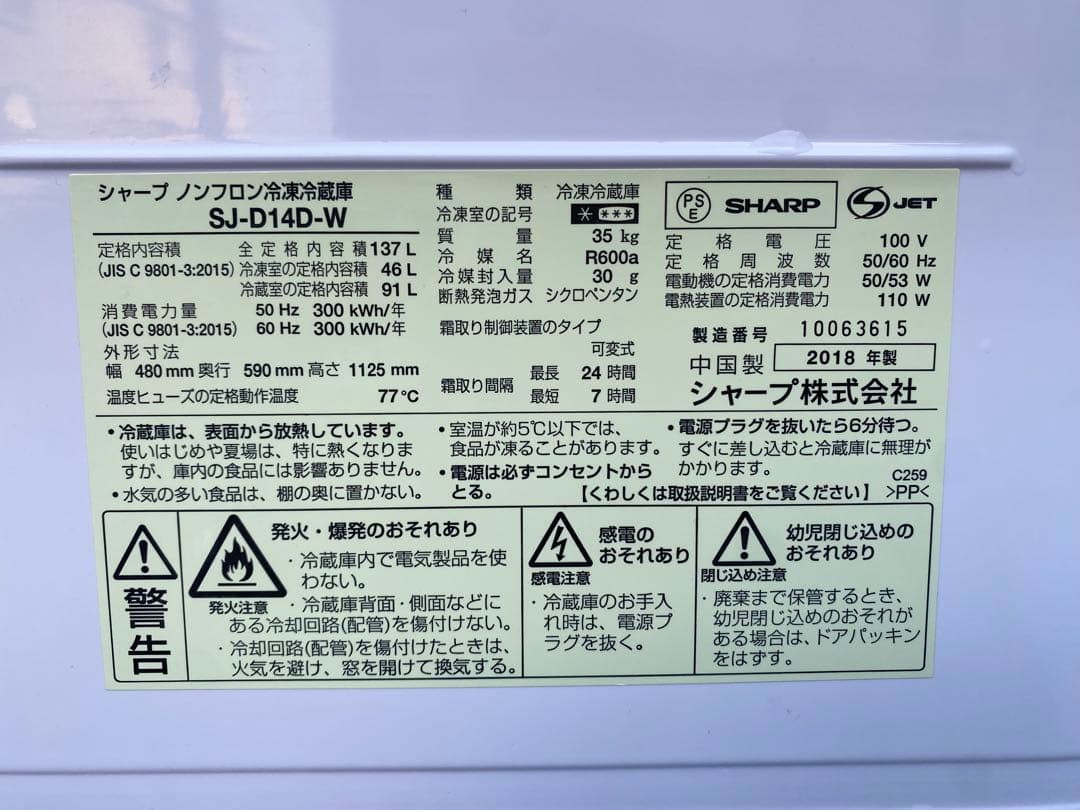 シャープ ノンフロン冷凍冷蔵庫
SJ-D14D-W
定格内容積 全定格内容積 137 L
(JIS C 9801-3:2015) 冷凍室の定格内容積 46 L
冷蔵室の定格内容積 91 L
消費電力量 50 Hz 300 kWh/年
(JIS C 9801-3:2015) 60 Hz 300 kWh/年
外形寸法
幅 480 mm 奥行 590 mm 高さ 1125 mm
温度ヒューズの定格動作温度 77℃
種類 冷凍冷蔵庫
冷凍室の記号 * ***
質量 35 kg
冷媒名 R600a
冷媒封入量 30 g
断熱発泡ガス シクロペンタン
霜取り制御装置のタイプ
可変式
霜取り間隔 最長 24 時間
最短 7 時間
PS E SHARP S JET
定格電圧 100 V
定格周波数 50/60 Hz
電動機の定格消費電力 50/53 W
電熱装置の定格消費電力 110 W
製造番号 10063615
中国製 2018 年製
シャープ株式会社
・冷蔵庫は、表面から放熱しています。
使いはじめや夏場は、特に熱くなりま
すが、庫内の食品には影響ありません。
・水気の多い食品は、棚の奥に置かない。
・室温が約5℃以下では、
食品が凍ることがあります。
・電源は必ずコンセントから
とる。
・電源プラグを抜いたら6分待つ。
すぐに差し込むと冷蔵庫に無理が
かかります。
C259
【くわしくは取扱説明書をご覧ください】 >PP<
警告
発火・爆発のおそれあり
発火注意
・冷蔵庫内で電気製品を使
わない。
・冷蔵庫背面・側面などに
ある冷却回路(配管)を傷付けない。
・冷却回路(配管)を傷付けたときは、
火気を避け、窓を開けて換気する。
感電の
おそれあり
感電注意
・冷蔵庫のお手入
れ時は、電源プ
ラグを抜く。
幼児閉じ込めの
おそれあり
閉じ込め注意
・廃棄まで保管するとき、
幼児閉じ込めのおそれが
ある場合は、ドアパッキン
をはずす。